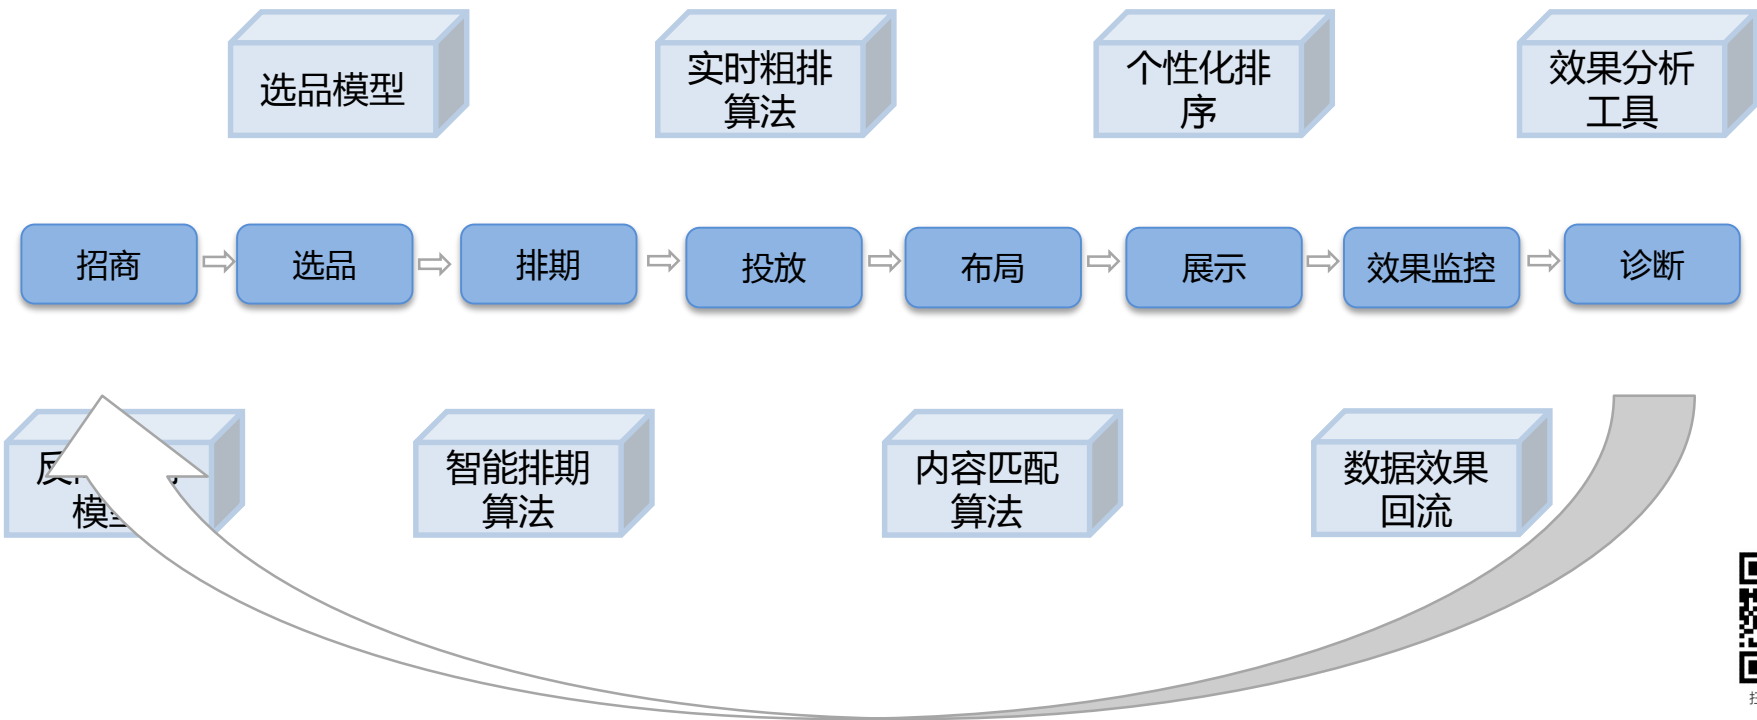 选品模型
实时粗排
算法
个性化排
序
效果分析
工具
招商
选品
排期
投放
布局
展示
效果监控
诊断
智能排期
算法
内容匹配
算法
数据效果
回流